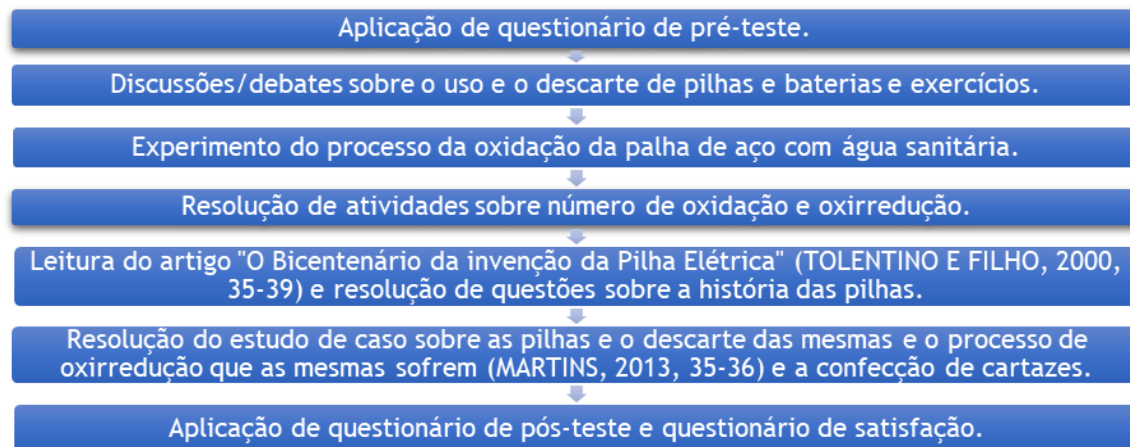 Aplicação de questionário de pré-teste.
Discussões/debates sobre o uso e o descarte de pilhas e baterias e exercícios.
Experimento do processo da oxidação da palha de aço com água sanitária.
Resolução de atividades sobre número de oxidação e oxirredução.
Leitura do artigo "O Bicentenário da invenção da Pilha Elétrica" (TOLENTINO E FILHO, 2000,
35-39) e resolução de questões sobre a história das pilhas.
Resolução do estudo de caso sobre as pilhas e o descarte das mesmas e o processo de
oxirredução que as mesmas sofrem (MARTINS, 2013, 35-36) e a confecção de cartazes.
Aplicação de questionário de pós-teste e questionário de satisfação.